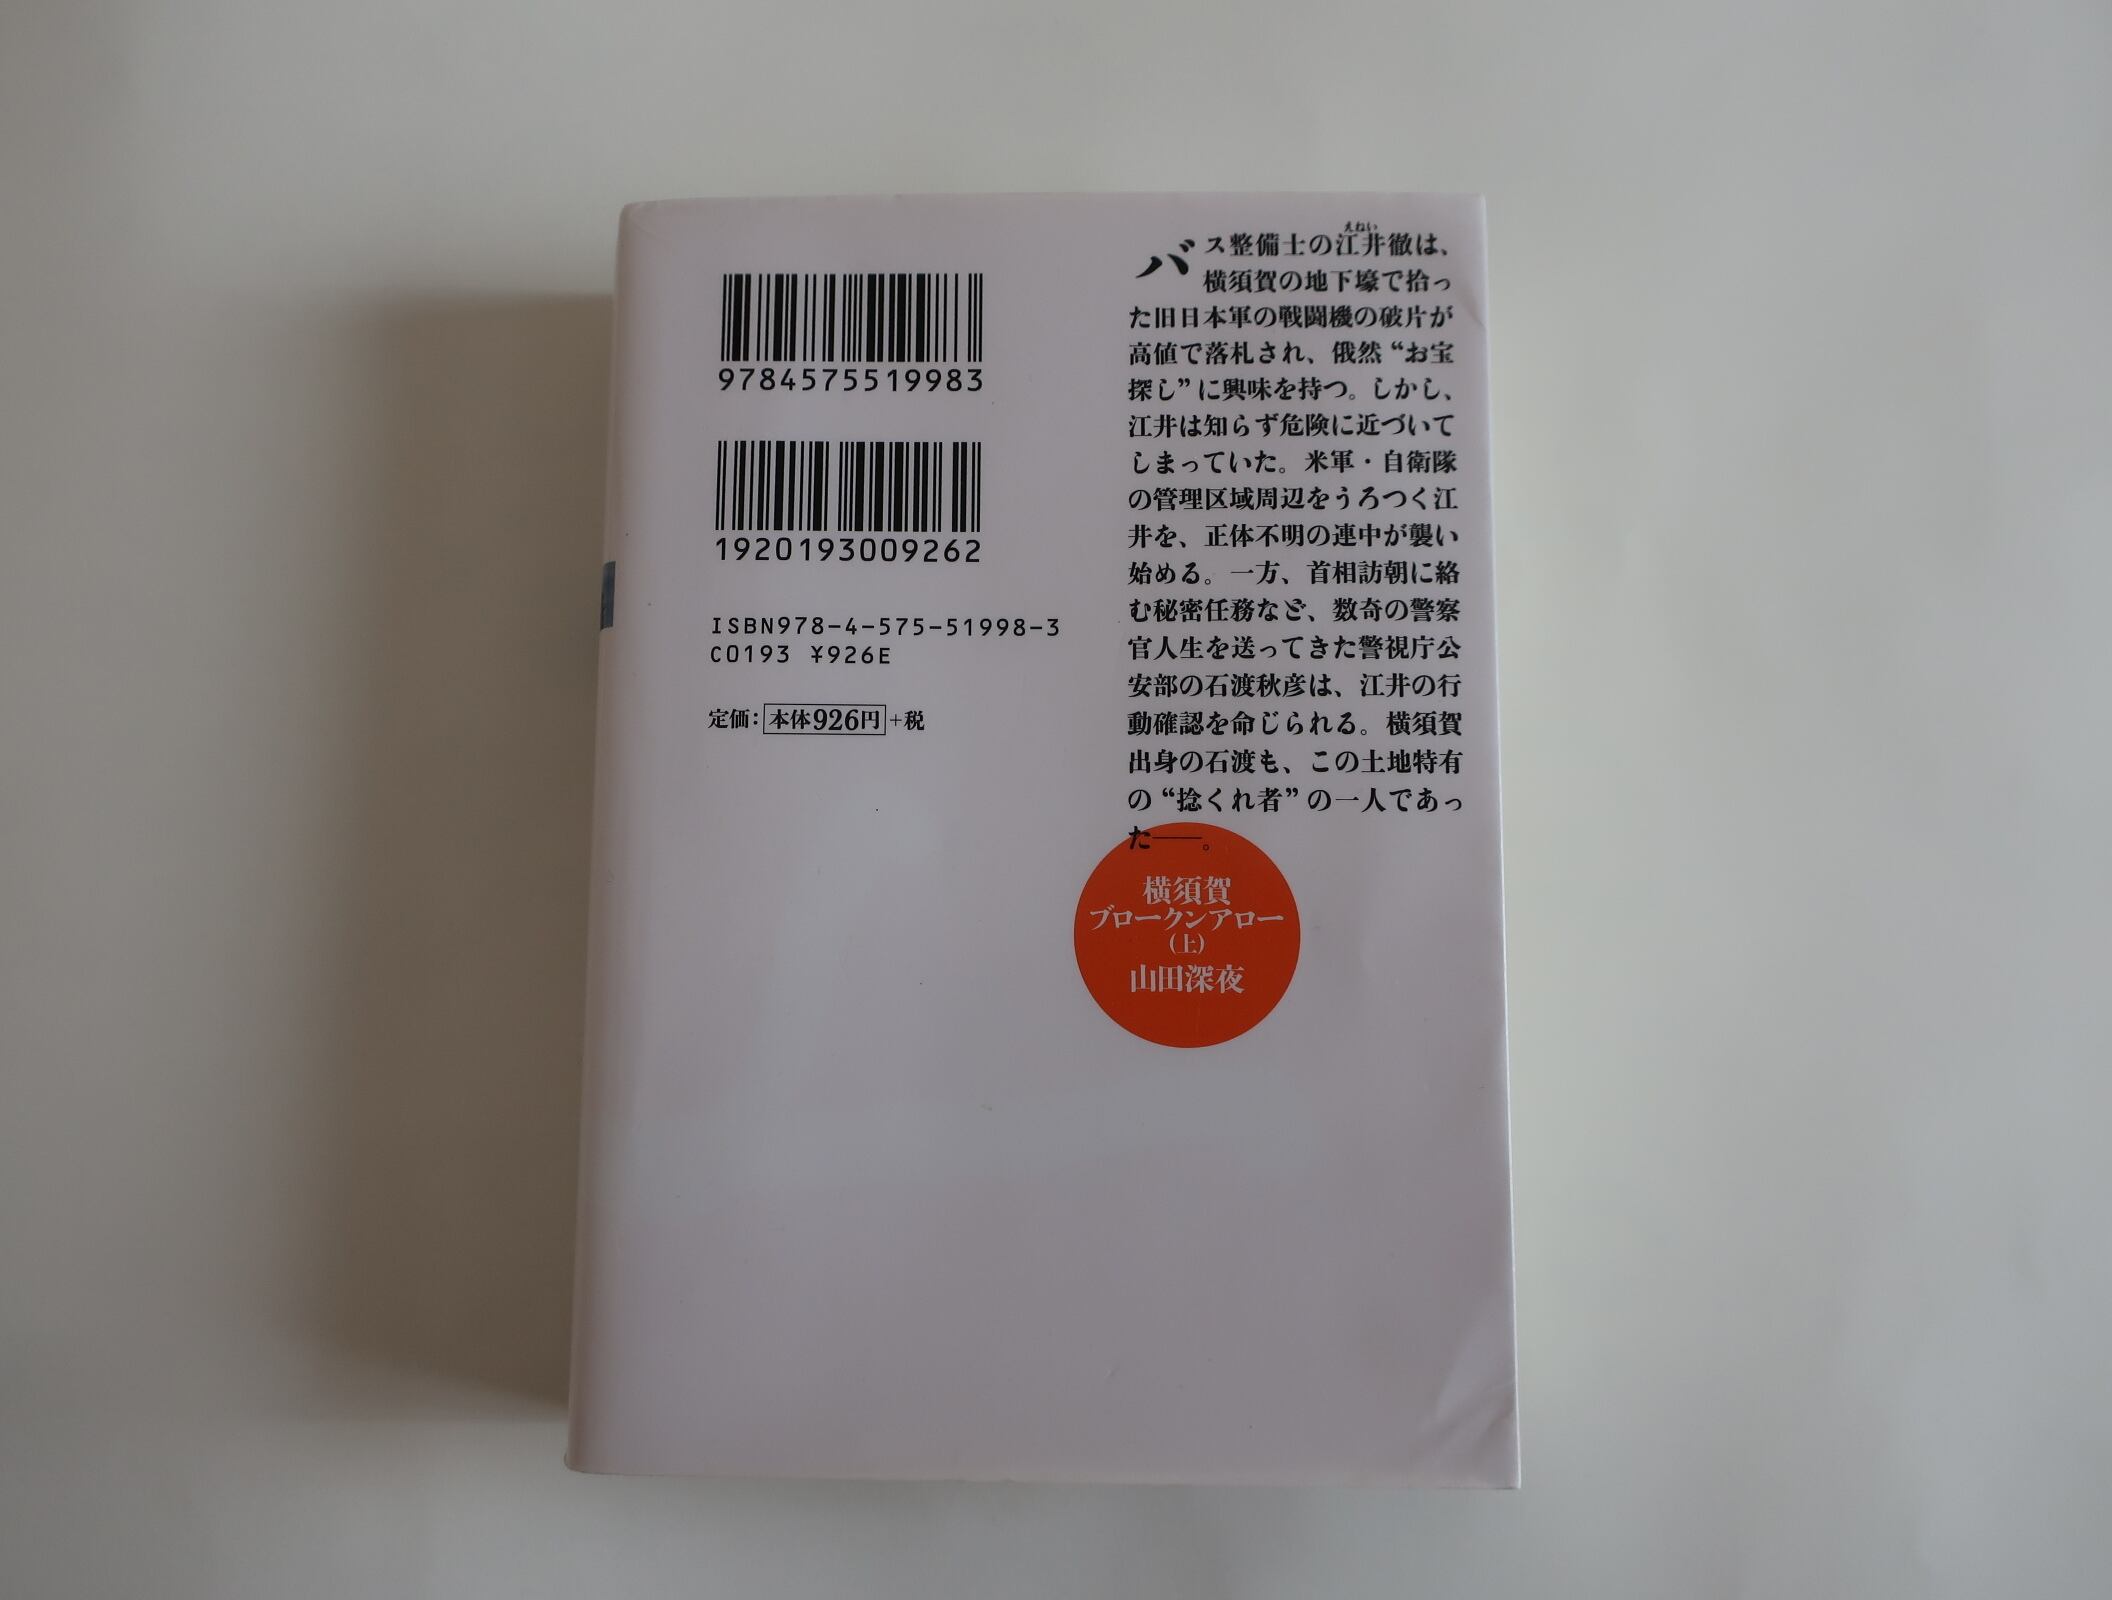 9784575519983
1920193009262
ISBN978-4-575-51998-3
C0193 ¥926E
定価：本体926円+税
えねい
バス整備士の江井徹は、
横須賀の地下壕で拾っ
た旧日本軍の戦闘機の破片が
高値で落札され、俄然“お宝
探し”に興味を持つ。しかし、
江井は知らず危険に近づいて
しまっていた。米軍・自衛隊
の管理区域周辺をうろつく江
井を、正体不明の連中が襲い
始める。一方、首相訪朝に絡
む秘密任務など、数奇の警察
官人生を送ってきた警視庁公
安部の石渡秋彦は、江井の行
動確認を命じられる。横須賀
出身の石渡も、この土地特有
の“捻くれ者”の一人であっ
た――。
横須賀
ブロークンアロー
(上)
山田深夜